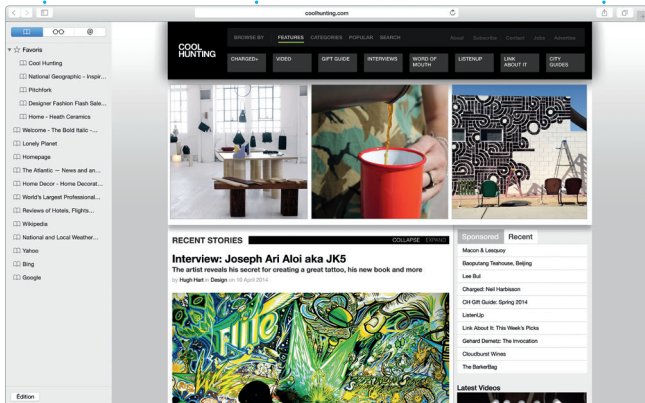 coolhunting.com
@
Favoris
Cool Hunting
National Geographic - Inspir...
Pitchfork
Designer Fashion Flash Sale...
Home - Heath Ceramics
Welcome - The Bold Italic -...
Lonely Planet
Homepage
The Atlantic — News and an...
Home Decor - Home Decorat...
World's Largest Professional...
Reviews of Hotels, Flights...
Wikipedia
National and Local Weather...
Yahoo
Bing
Google
Édition
COOL
HUNTING
BROWSE BY FEATURES CATEGORIES POPULAR SEARCH
About Subscribe Contact Jobs Advertise
CHARGED+ VIDEO GIFT GUIDE INTERVIEWS WORD OF MOUTH LISTENUP LINK ABOUT IT CITY GUIDES
RECENT STORIES COLLAPSE EXPAND
Interview: Joseph Ari Aloi aka JK5
The artist reveals his secret for creating a great tattoo, his new book and more
by Hugh Hart in Design on 10 April 2014
Sponsored Recent
Macon & Lesquoy
Baoputang Teahouse, Beijing
Lee Bul
Charged: Neil Harbisson
CH Gift Guide: Spring 2014
ListenUp
Link About It: This Week's Picks
Gehard Demetz: The Invocation
Cloudburst Wines
The BarkerBag
Latest Videos